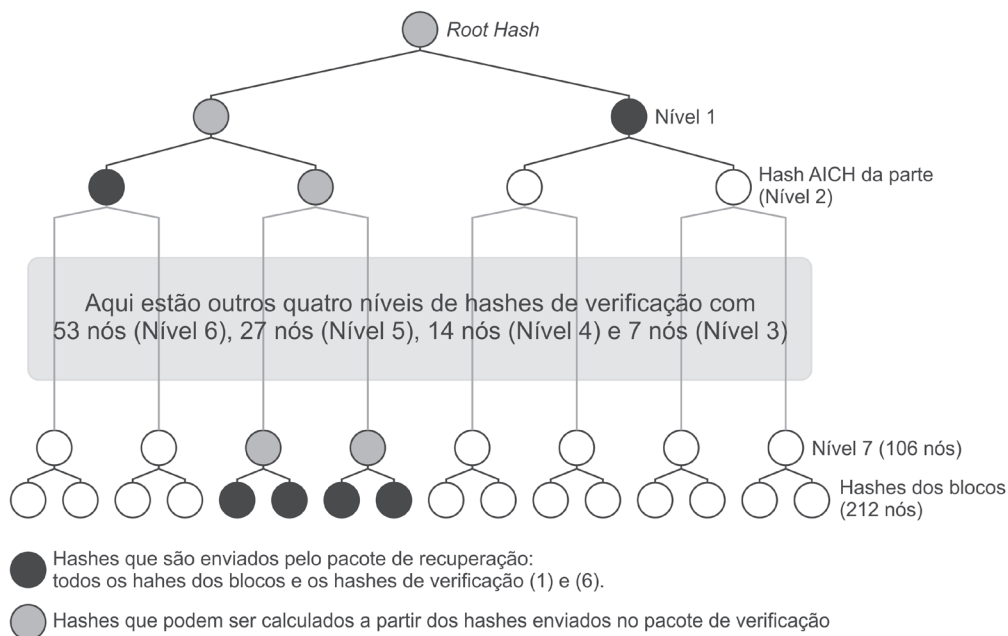 Root Hash
Nível 1
Hash AICH da parte
(Nível 2)
Aqui estão outros quatro níveis de hashes de verificação com
53 nós (Nível 6), 27 nós (Nível 5), 14 nós (Nível 4) e 7 nós (Nível 3)
Nível 7 (106 nós)
Hashes dos blocos
(212 nós)
Hashes que são enviados pelo pacote de recuperação:
todos os hahes dos blocos e os hashes de verificação (1) e (6).
Hashes que podem ser calculados a partir dos hashes enviados no pacote de verificação